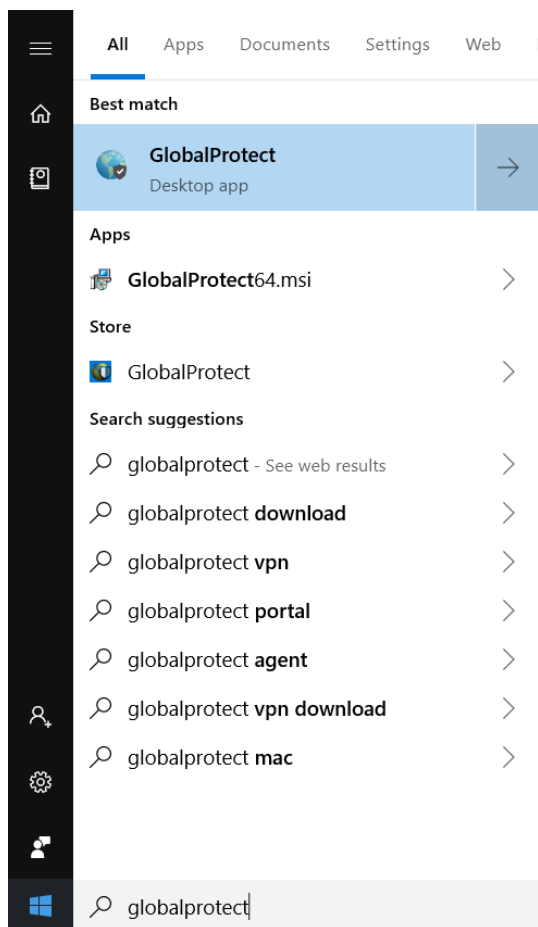 All Apps Documents Settings Web
Best match
GlobalProtect
Desktop app
Apps
GlobalProtect64.msi
Store
GlobalProtect
Search suggestions
globalprotect - See web results
globalprotect download
globalprotect vpn
globalprotect portal
globalprotect agent
globalprotect vpn download
globalprotect mac
globalprotect